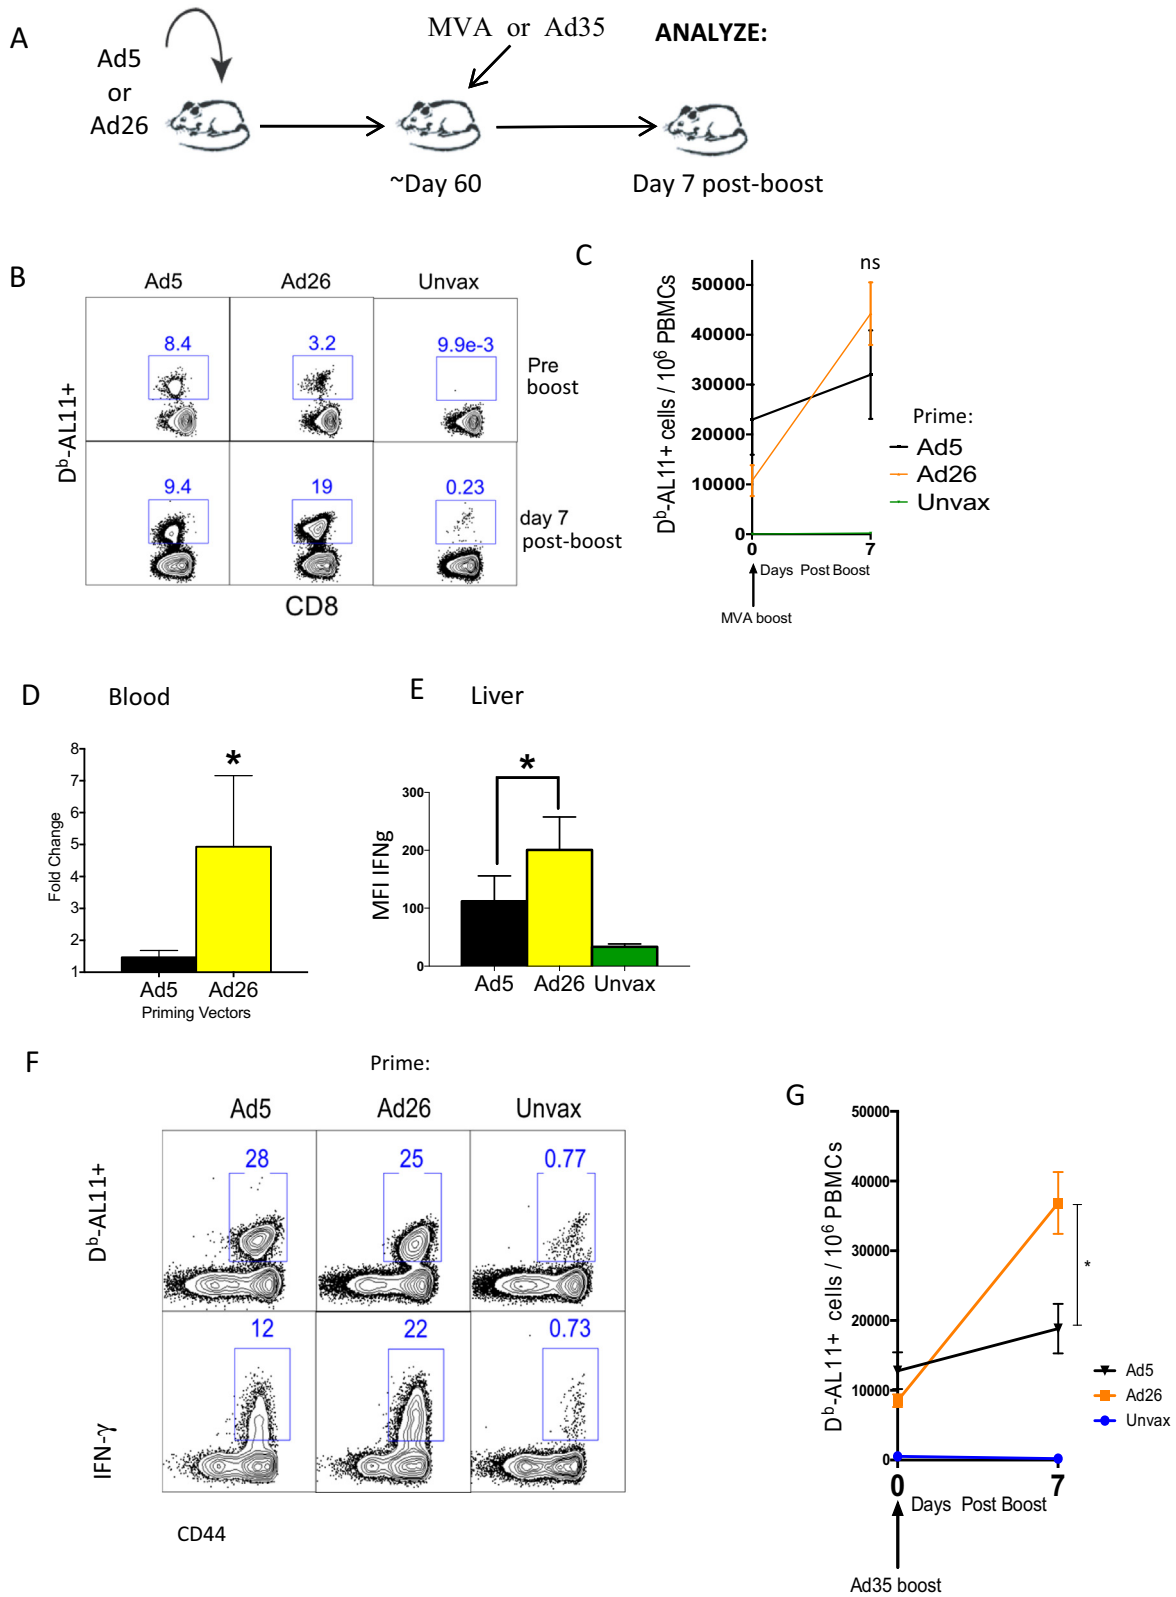 A
Ad5
or
Ad26
MVA or Ad35
ANALYZE:
~Day 60
Day 7 post-boost
B
Ad5
Ad26
Unvax
8.4
3.2
9.9e-3
Pre
boost
9.4
19
0.23
day 7
post-boost
Dᵇ-AL11+
CD8
C
ns
50000
40000
30000
20000
10000
0
Dᵇ-AL11+ cells / 10⁶ PBMCs
0
7
Days Post Boost
MVA boost
Prime:
Ad5
Ad26
Unvax
D
Blood
8
7
6
5
4
3
2
1
Fold Change
*
Ad5
Ad26
Priming Vectors
E
Liver
*
300
200
100
0
MFI IFNg
Ad5
Ad26
Unvax
F
Prime:
Ad5
Ad26
Unvax
28
25
0.77
Dᵇ-AL11+
12
22
0.73
IFN-γ
CD44
G
50000
40000
30000
20000
10000
0
Dᵇ-AL11+ cells / 10⁶ PBMCs
*
Ad5
Ad26
Unvax
0
7
Days Post Boost
Ad35 boost